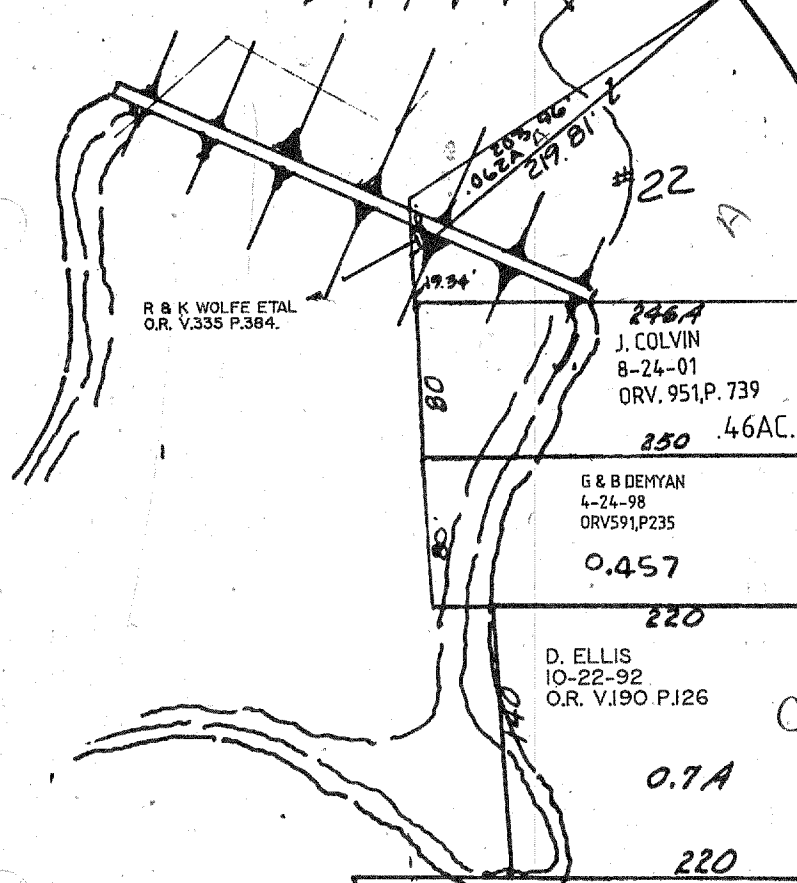 203.96'
.062A A
219.81'
# 22
A
19.34'
R & K WOLFE ETAL
O.R. V.335 P.384.
246A
J. COLVIN
8-24-01
ORV. 951,P. 739
.46AC.
80
250
G & B DEMYAN
4-24-98
ORV591,P235
0.457
80'
220
D. ELLIS
10-22-92
O.R. V.190 P.126
140
0.7A
220